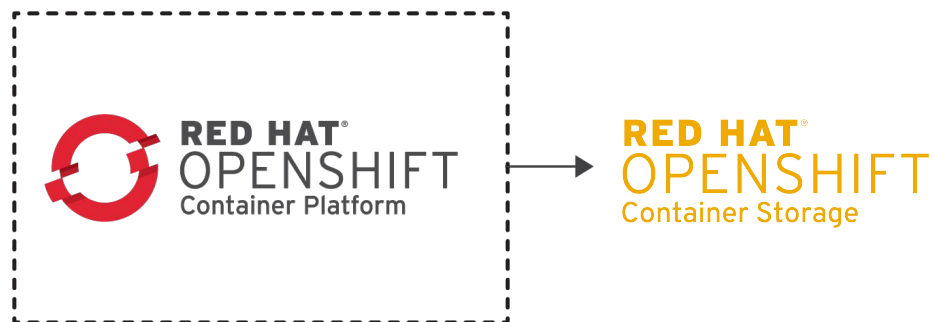 RED HAT®
OPENSHIFT
Container Platform
RED HAT®
OPENSHIFT
Container Storage